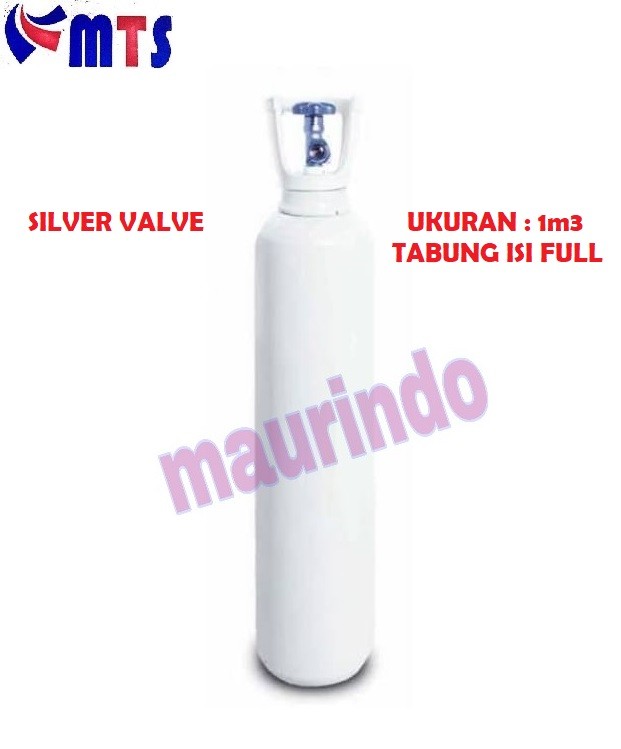 MTS
SILVER VALVE
UKURAN : 1m3
TABUNG ISI FULL
maurindo